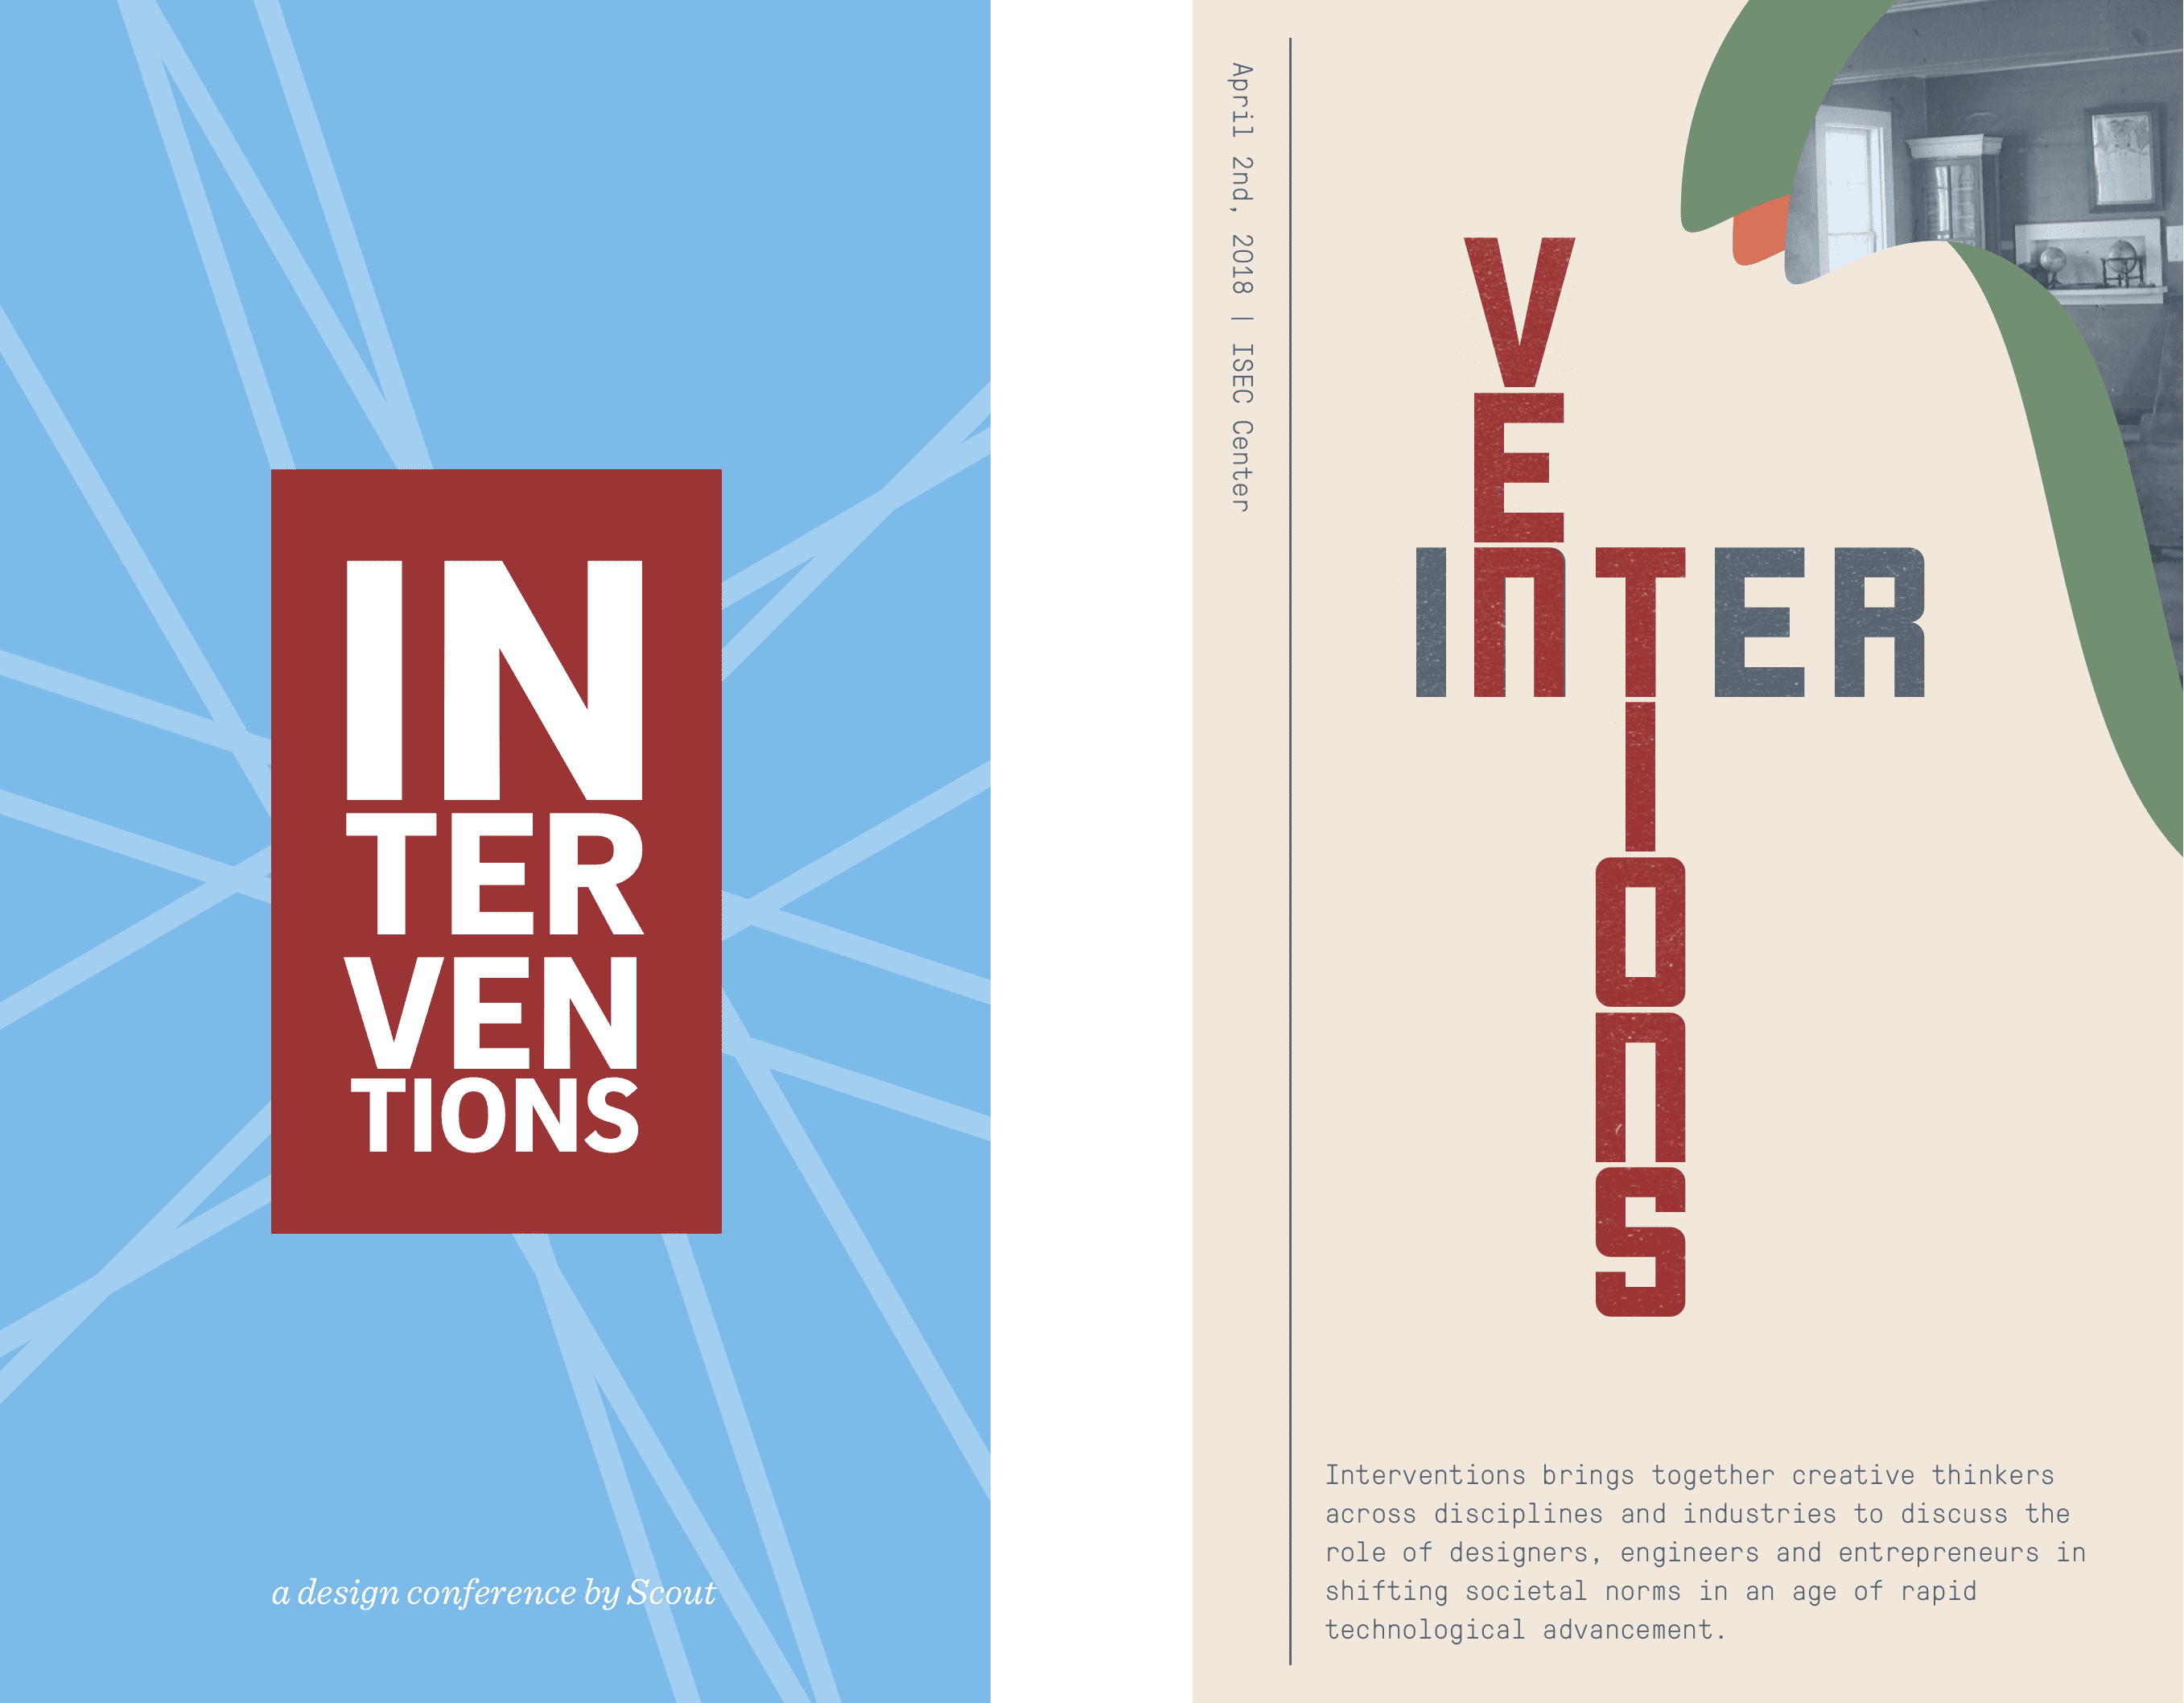 IN
TER
VEN
TIONS
a design conference by Scout
April 2nd, 2018 | ISEC Center
V
E
INTER
I
O
N
S
Interventions brings together creative thinkers
across disciplines and industries to discuss the
role of designers, engineers and entrepreneurs in
shifting societal norms in an age of rapid
technological advancement.